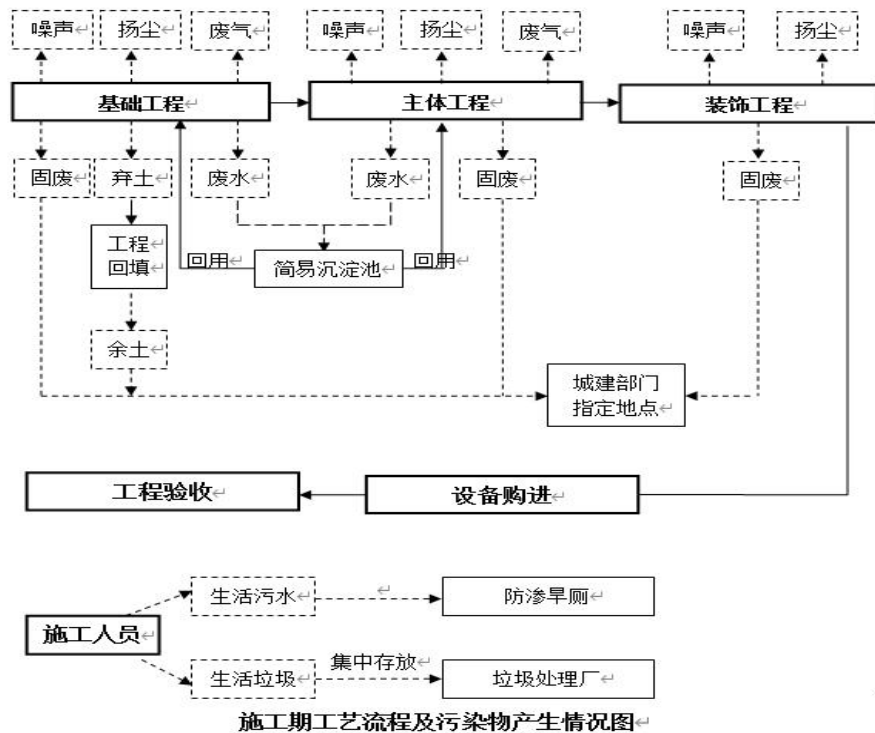 噪声 扬尘 废气 噪声 扬尘 废气 噪声 扬尘
基础工程 主体工程 装饰工程
固废 弃土 废水 废水 固废 固废
工程
回填
回用 简易沉淀池 回用
余土
城建部门
指定地点
工程验收 设备购进
生活污水 防渗旱厕
施工人员
集中存放
生活垃圾 垃圾处理厂
施工期工艺流程及污染物产生情况图